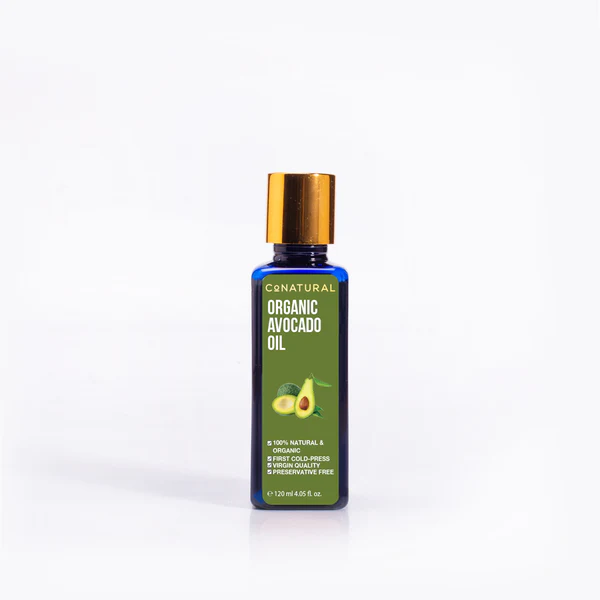 CoNATURAL
ORGANIC
AVOCADO
OIL
☑ 100% NATURAL &
ORGANIC
☑ FIRST COLD-PRESS
☑ VIRGIN QUALITY
☑ PRESERVATIVE FREE
℮ 120 ml 4.05 fl. oz.